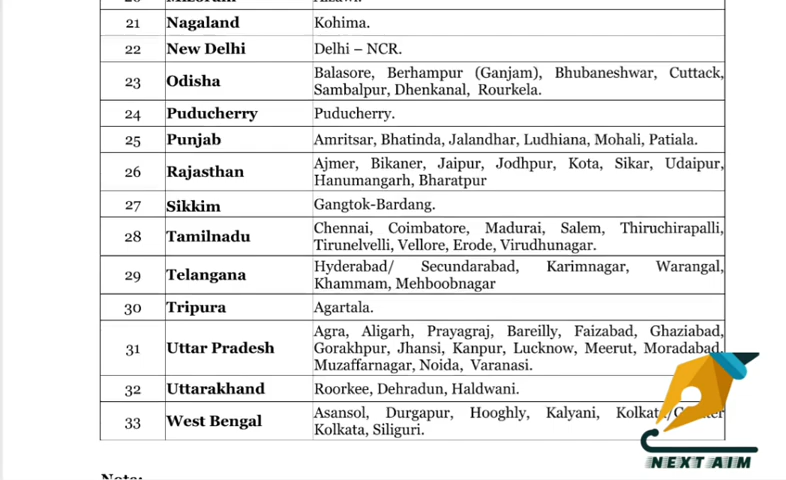 21 Nagaland Kohima.
22 New Delhi Delhi – NCR.
23 Odisha Balasore, Berhampur (Ganjam), Bhubaneshwar, Cuttack,
Sambalpur, Dhenkanal, Rourkela.
24 Puducherry Puducherry.
25 Punjab Amritsar, Bhatinda, Jalandhar, Ludhiana, Mohali, Patiala.
26 Rajasthan Ajmer, Bikaner, Jaipur, Jodhpur, Kota, Sikar, Udaipur,
Hanumangarh, Bharatpur
27 Sikkim Gangtok-Bardang.
28 Tamilnadu Chennai, Coimbatore, Madurai, Salem, Thiruchirapalli,
Tirunelvelli, Vellore, Erode, Virudhunagar.
29 Telangana Hyderabad/ Secundarabad, Karimnagar, Warangal,
Khammam, Mehboobnagar
30 Tripura Agartala.
31 Uttar Pradesh Agra, Aligarh, Prayagraj, Bareilly, Faizabad, Ghaziabad,
Gorakhpur, Jhansi, Kanpur, Lucknow, Meerut, Moradabad,
Muzaffarnagar, Noida, Varanasi.
32 Uttarakhand Roorkee, Dehradun, Haldwani.
33 West Bengal Asansol, Durgapur, Hooghly, Kalyani,
Kolkata, Siliguri.
NEXT AIM